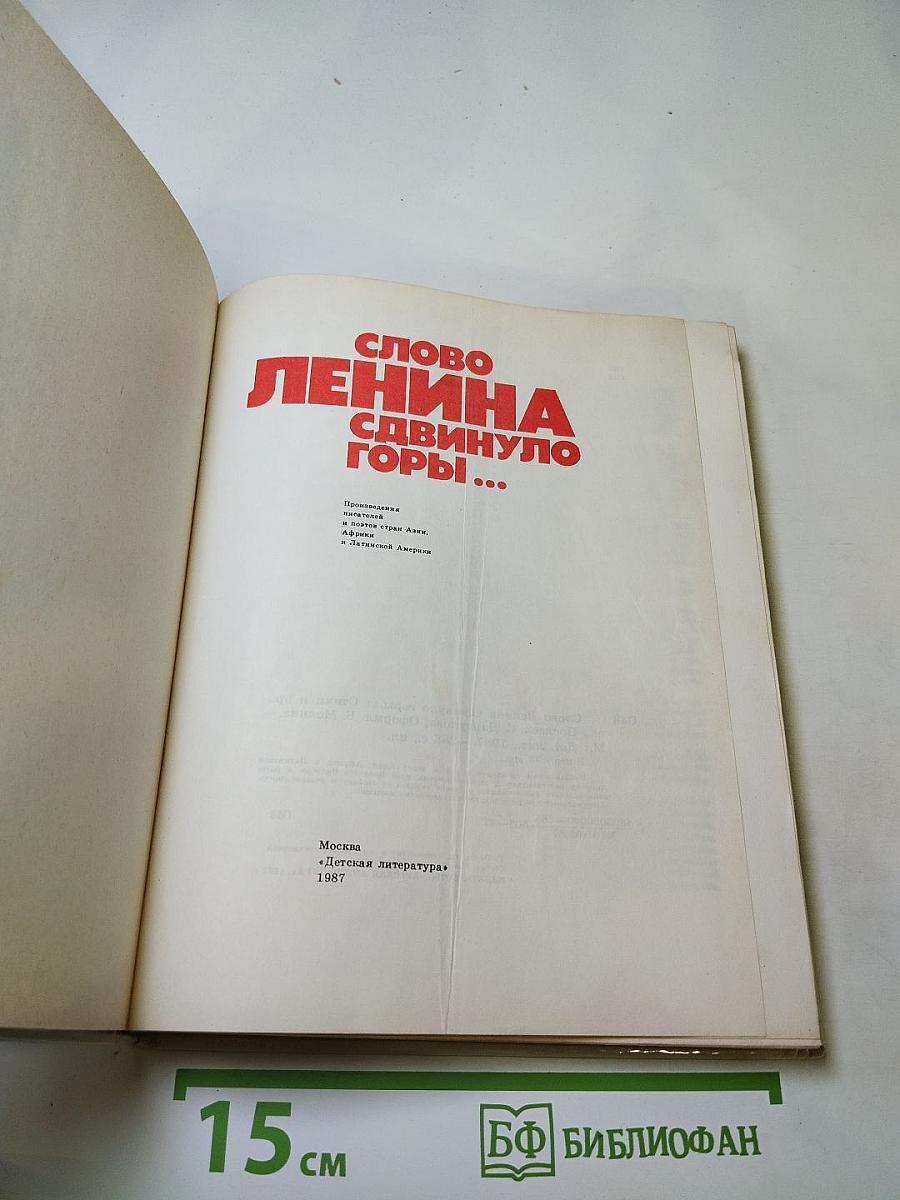 СЛОВО
ЛЕНИНА
СДВИНУЛО
ГОРЫ...
Произведения
писателей
и поэтов стран Азии,
Африки
и Латинской Америки
Москва
«Детская литература»
1987
15 см
БФ БИБЛИОФАН